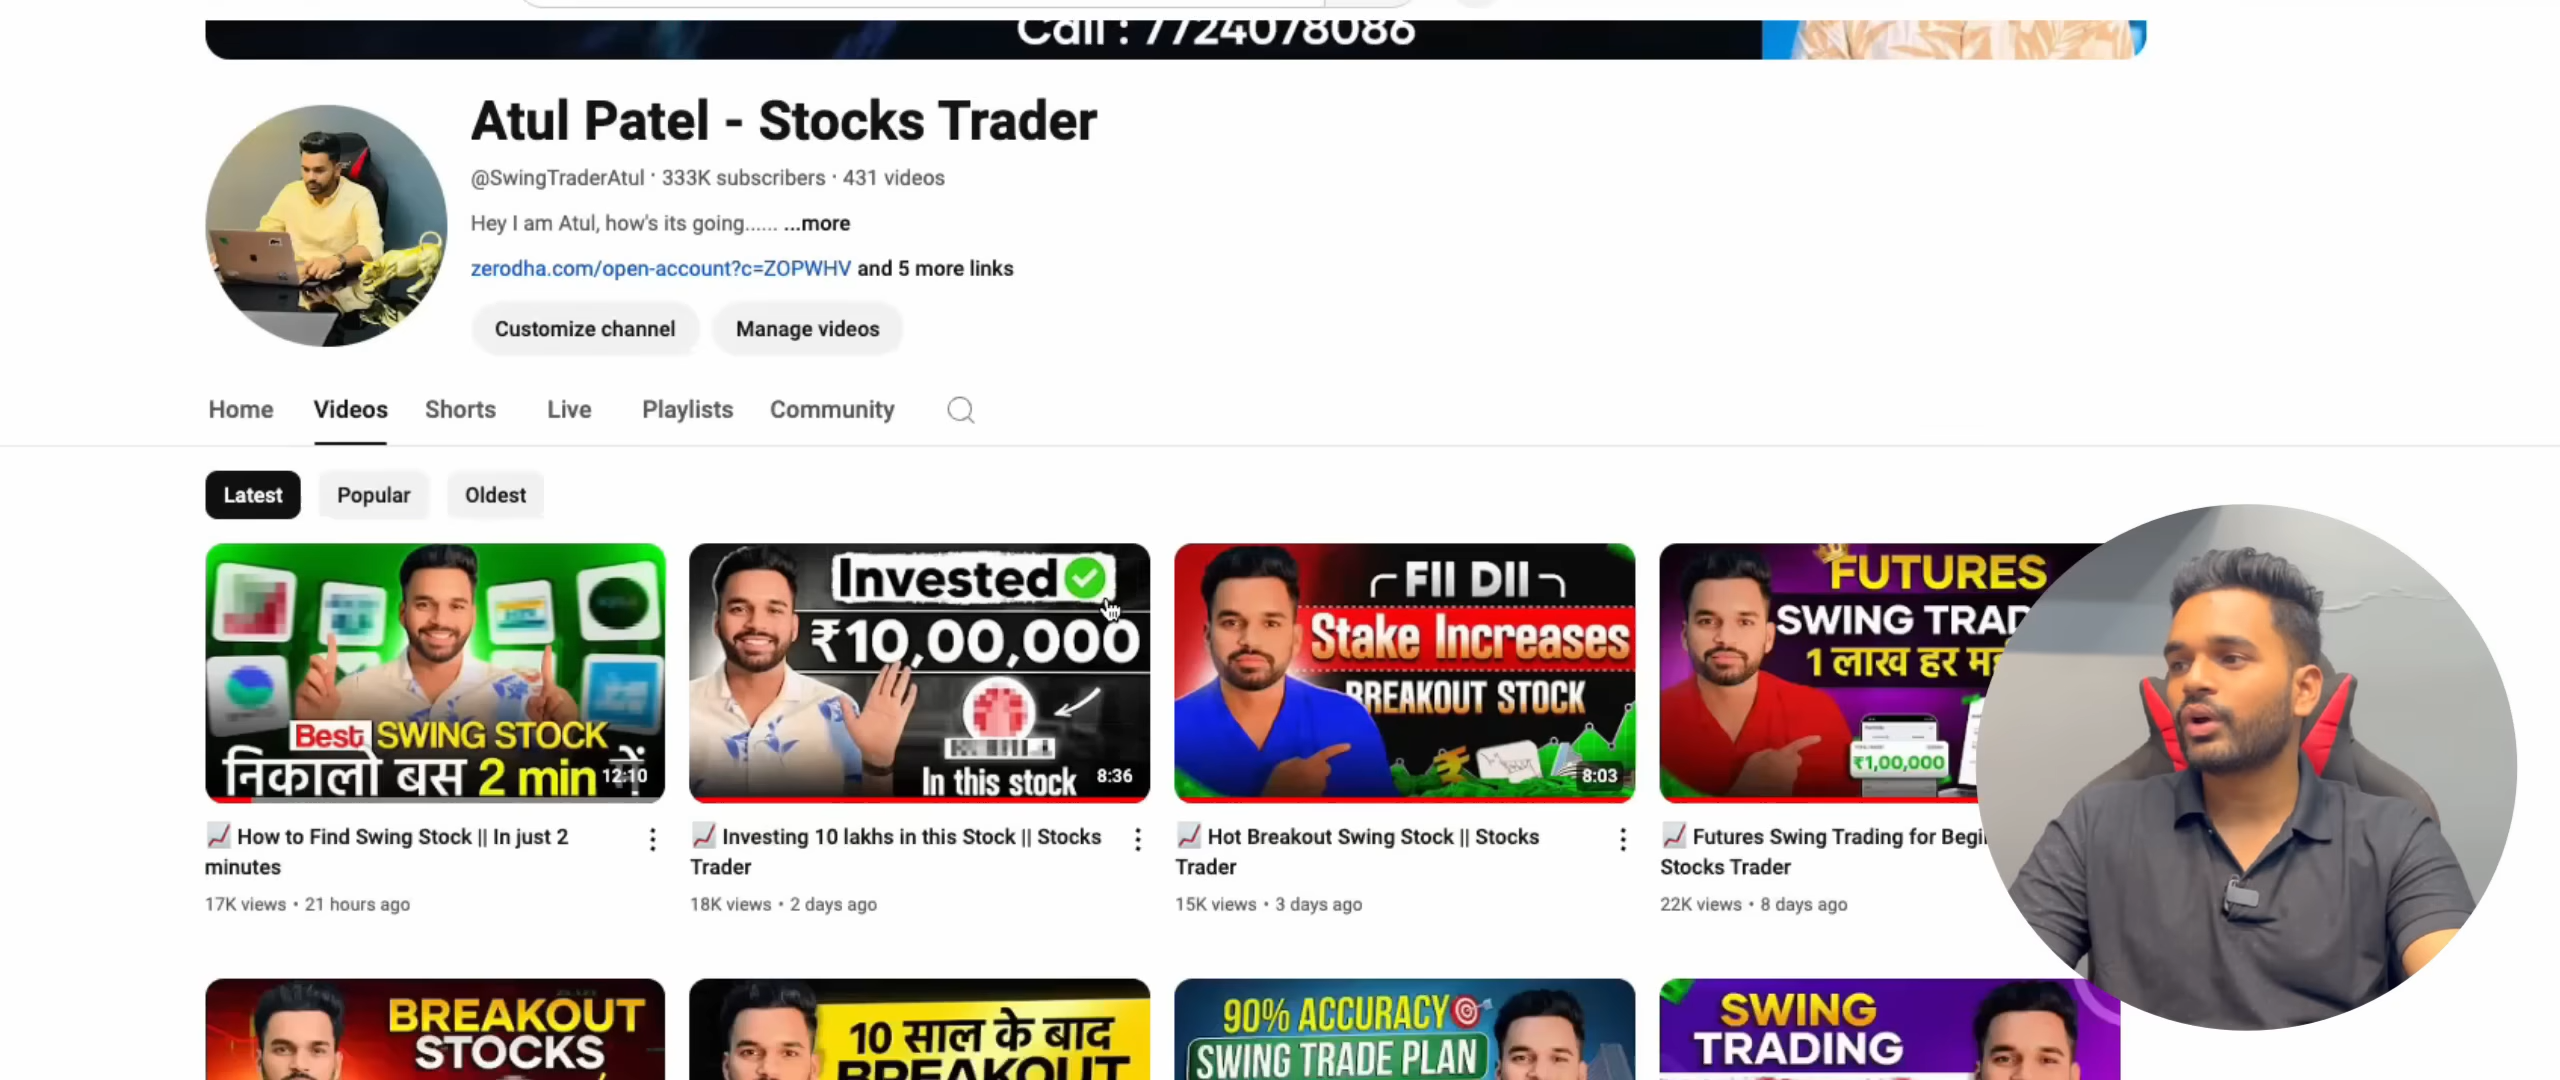 Call : 7724078086
Atul Patel - Stocks Trader
@SwingTraderAtul · 333K subscribers · 431 videos
Hey I am Atul, how's its going...... ...more
zerodha.com/open-account?c=ZOPWHV and 5 more links
Customize channel
Manage videos
Home
Videos
Shorts
Live
Playlists
Community
Latest
Popular
Oldest
Best SWING STOCK
निकालो बस 2 min में
12:10
Invested
₹10,00,000
In this stock
8:36
FII DII
Stake Increases
BREAKOUT STOCK
8:03
FUTURES
SWING TRAD
1 लाख हर
₹1,00,000
How to Find Swing Stock || In just 2
minutes
17K views • 21 hours ago
Investing 10 lakhs in this Stock || Stocks
Trader
18K views • 2 days ago
Hot Breakout Swing Stock || Stocks
Trader
15K views • 3 days ago
Futures Swing Trading for Begi
Stocks Trader
22K views • 8 days ago
BREAKOUT
STOCKS
10 साल के बाद
BREAKOUT
90% ACCURACY
SWING TRADE PLAN
SWING
TRADING